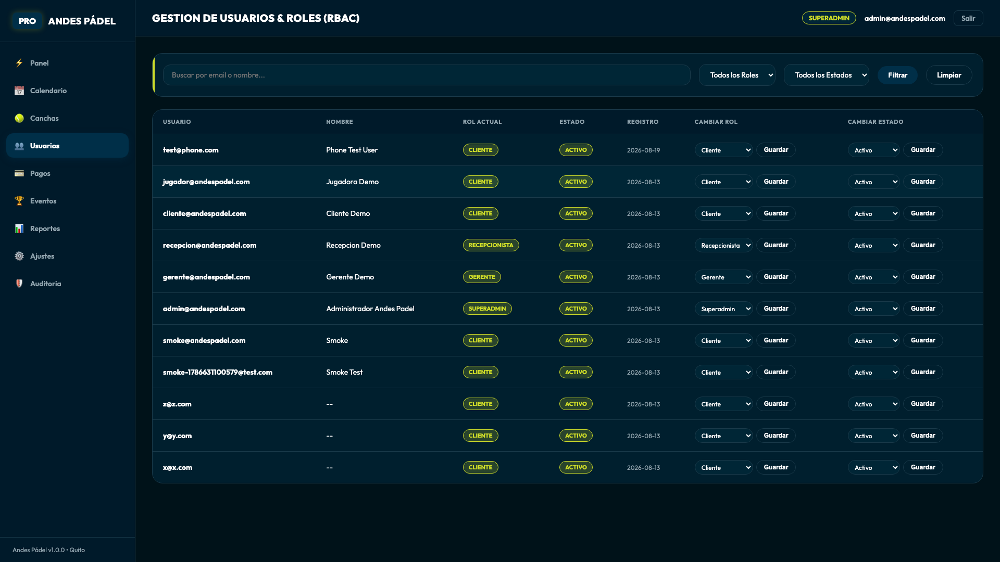 PRO ANDES PÁDEL
GESTION DE USUARIOS & ROLES (RBAC)
SUPERADMIN admin@andespadel.com Salir
Panel
Calendario
Canchas
Usuarios
Pagos
Eventos
Reportes
Ajustes
Auditoria
Andes Pádel v1.0.0 • Quito
Buscar por email o nombre... Todos los Roles Todos los Estados Filtrar Limpiar
USUARIO NOMBRE ROL ACTUAL ESTADO REGISTRO CAMBIAR ROL CAMBIAR ESTADO
test@phone.com Phone Test User CLIENTE ACTIVO 2026-08-19 Cliente Guardar Activo Guardar
jugador@andespadel.com Jugadora Demo CLIENTE ACTIVO 2026-08-13 Cliente Guardar Activo Guardar
cliente@andespadel.com Cliente Demo CLIENTE ACTIVO 2026-08-13 Cliente Guardar Activo Guardar
recepcion@andespadel.com Recepcion Demo RECEPCIONISTA ACTIVO 2026-08-13 Recepcionista Guardar Activo Guardar
gerente@andespadel.com Gerente Demo GERENTE ACTIVO 2026-08-13 Gerente Guardar Activo Guardar
admin@andespadel.com Administrador Andes Padel SUPERADMIN ACTIVO 2026-08-13 Superadmin Guardar Activo Guardar
smoke@andespadel.com Smoke CLIENTE ACTIVO 2026-08-13 Cliente Guardar Activo Guardar
smoke-1786631100579@test.com Smoke Test CLIENTE ACTIVO 2026-08-13 Cliente Guardar Activo Guardar
z@z.com -- CLIENTE ACTIVO 2026-08-13 Cliente Guardar Activo Guardar
y@y.com -- CLIENTE ACTIVO 2026-08-13 Cliente Guardar Activo Guardar
x@x.com -- CLIENTE ACTIVO 2026-08-13 Cliente Guardar Activo Guardar